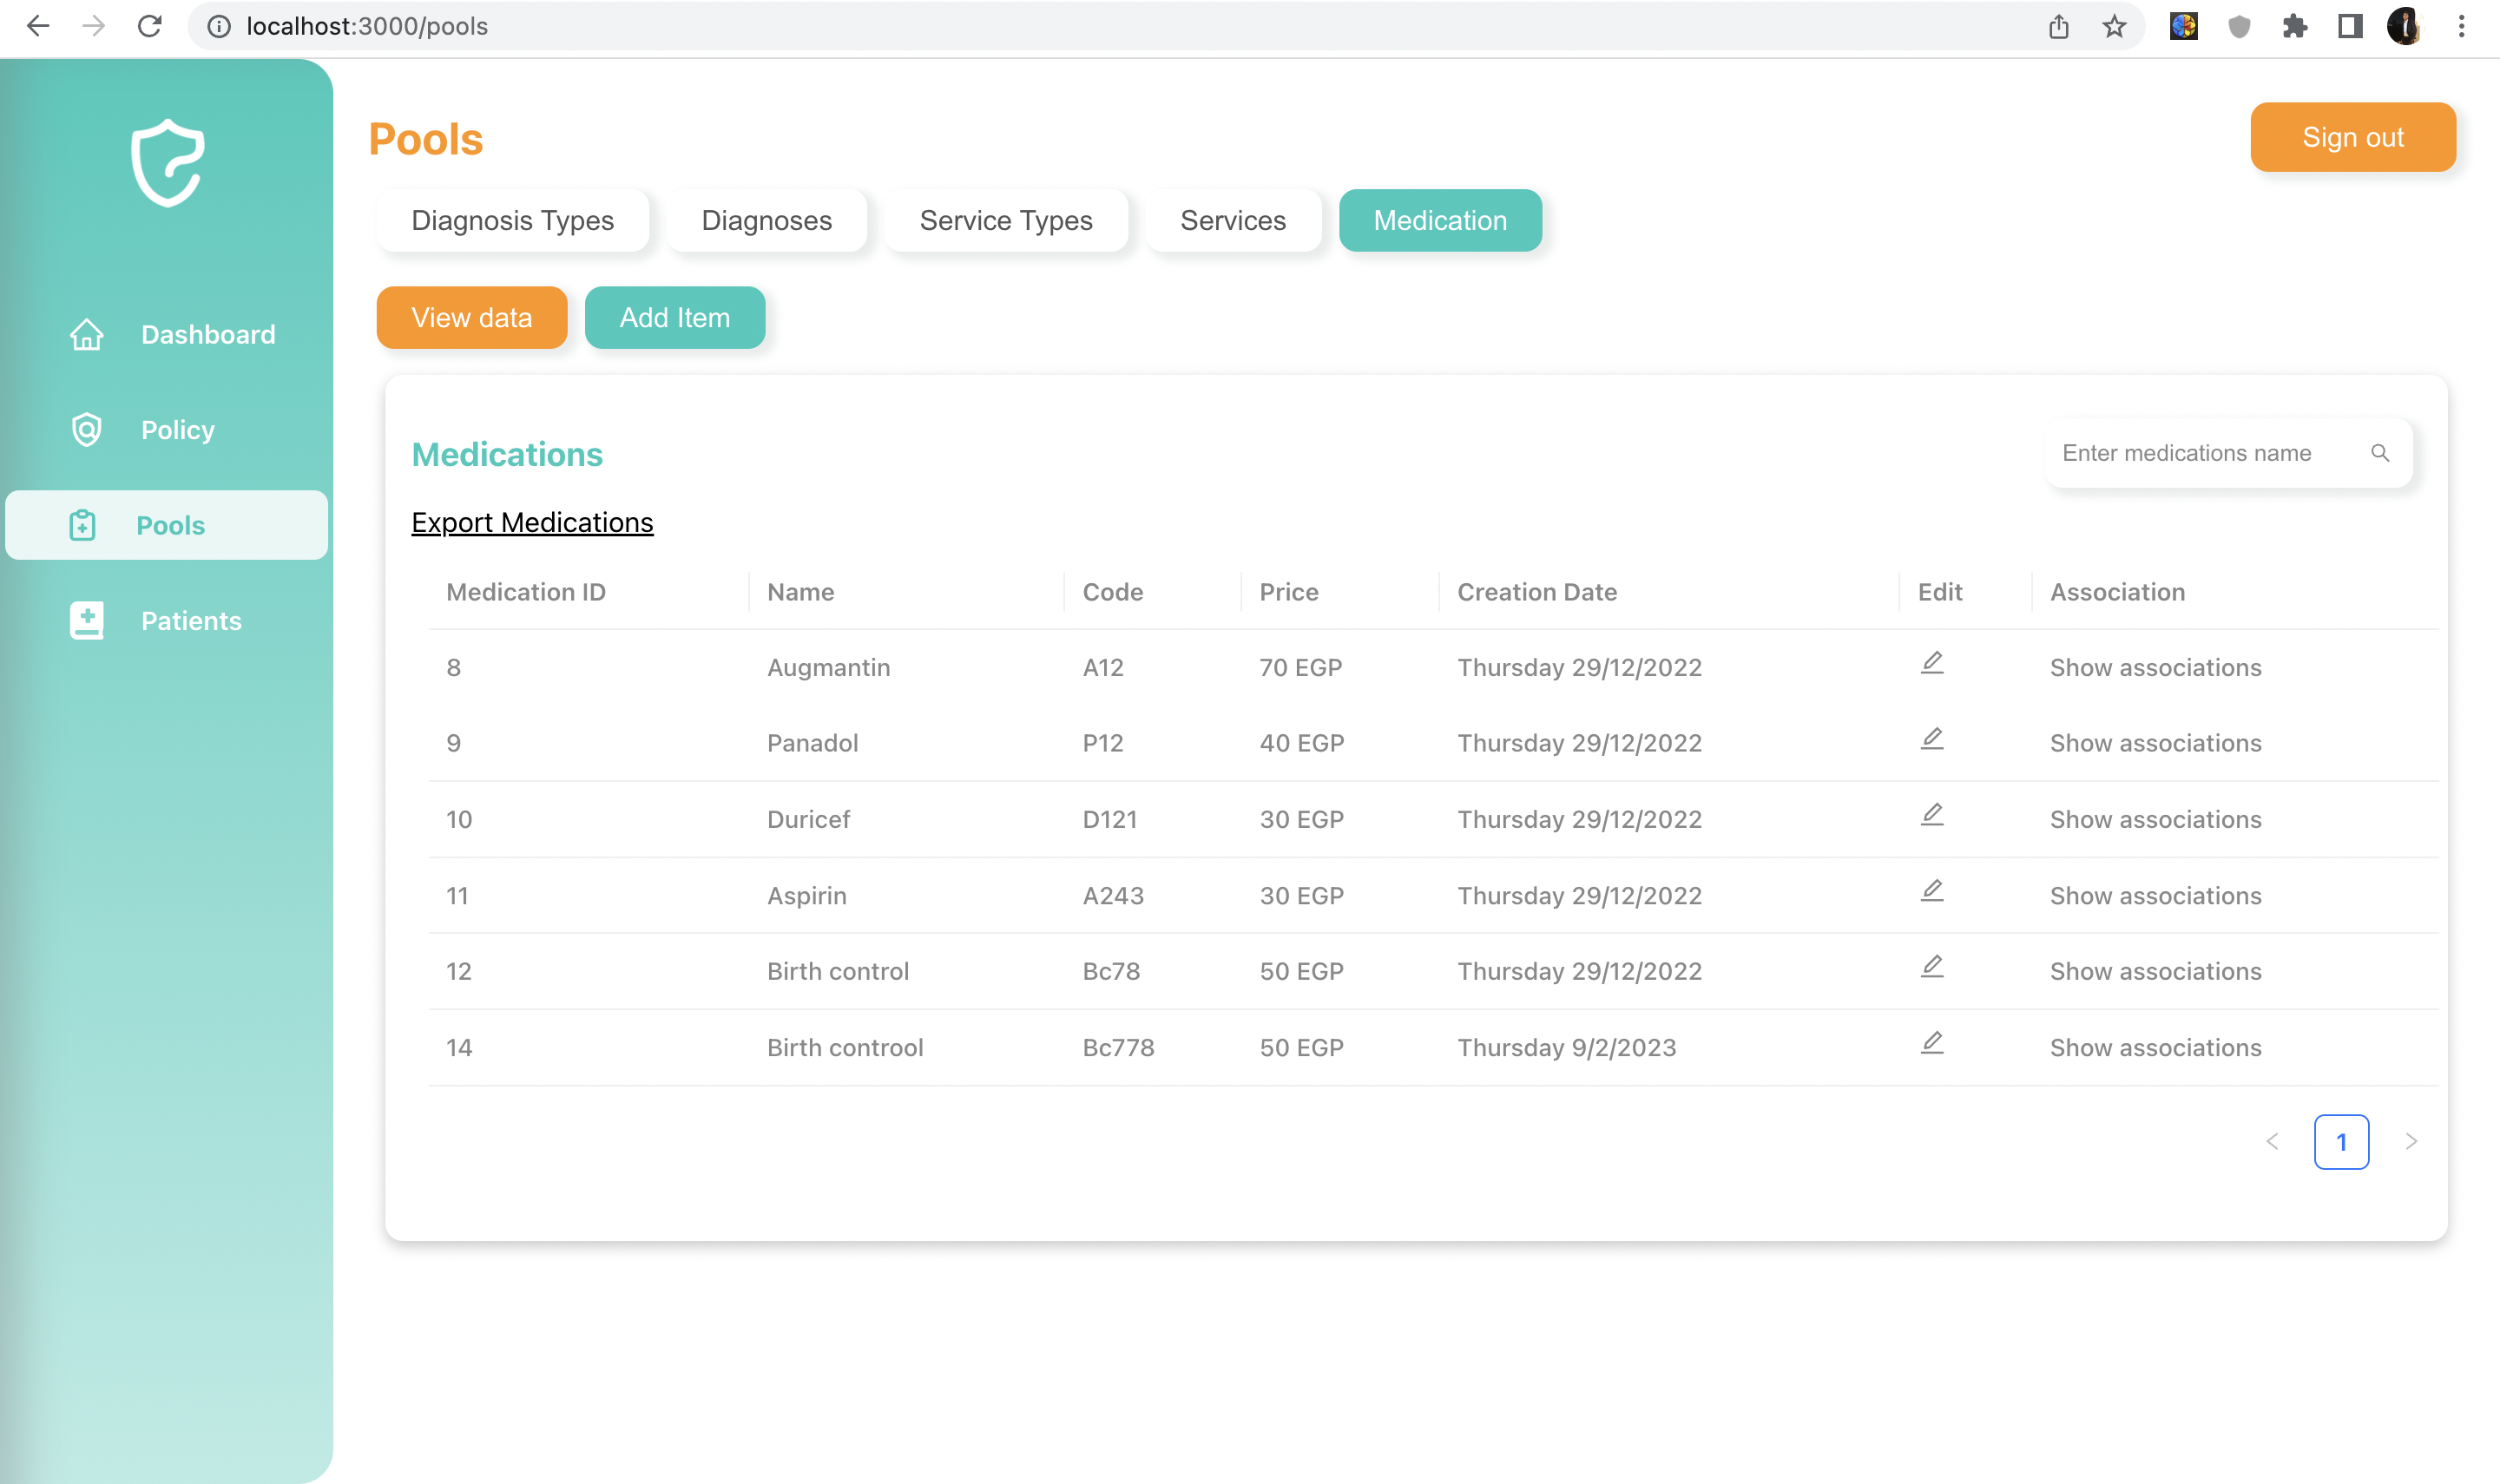 localhost:3000/pools
Pools
Sign out
Diagnosis Types Diagnoses Service Types Services Medication
View data Add Item
Dashboard
Policy
Pools
Patients
Medications
Enter medications name
Export Medications
Medication ID Name Code Price Creation Date Edit Association
8 Augmantin A12 70 EGP Thursday 29/12/2022 Show associations
9 Panadol P12 40 EGP Thursday 29/12/2022 Show associations
10 Duricef D121 30 EGP Thursday 29/12/2022 Show associations
11 Aspirin A243 30 EGP Thursday 29/12/2022 Show associations
12 Birth control Bc78 50 EGP Thursday 29/12/2022 Show associations
14 Birth controol Bc778 50 EGP Thursday 9/2/2023 Show associations
1